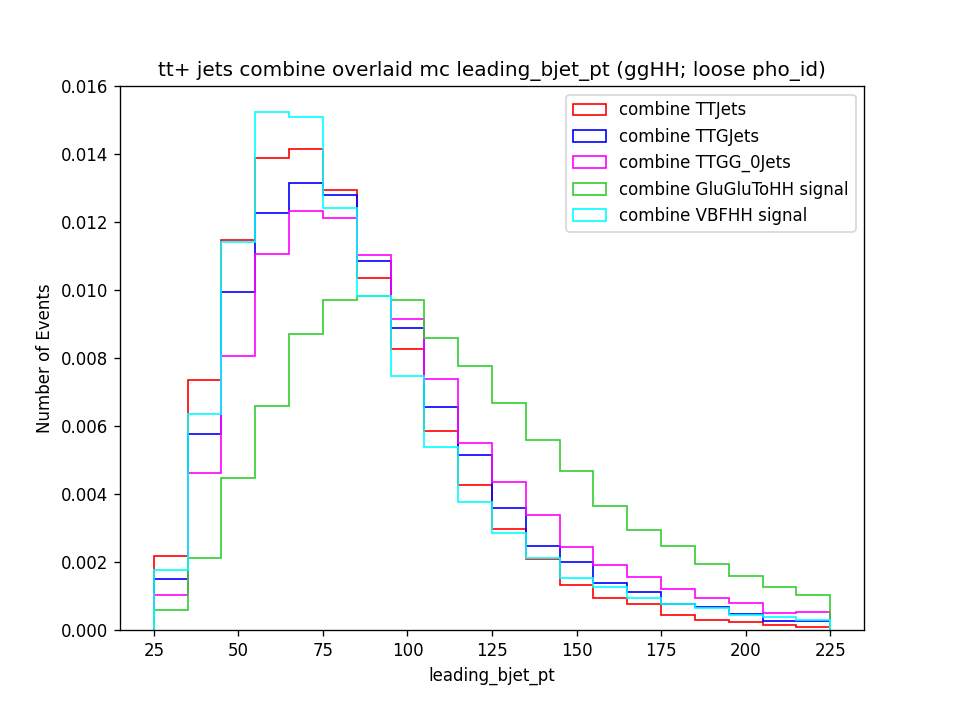 tt+ jets combine overlaid mc leading_bjet_pt (ggHH; loose pho_id)
combine TTJets
combine TTGJets
combine TTGG_0Jets
combine GluGluToHH signal
combine VBFHH signal
Number of Events
0.016
0.014
0.012
0.010
0.008
0.006
0.004
0.002
0.000
25 50 75 100 125 150 175 200 225
leading_bjet_pt